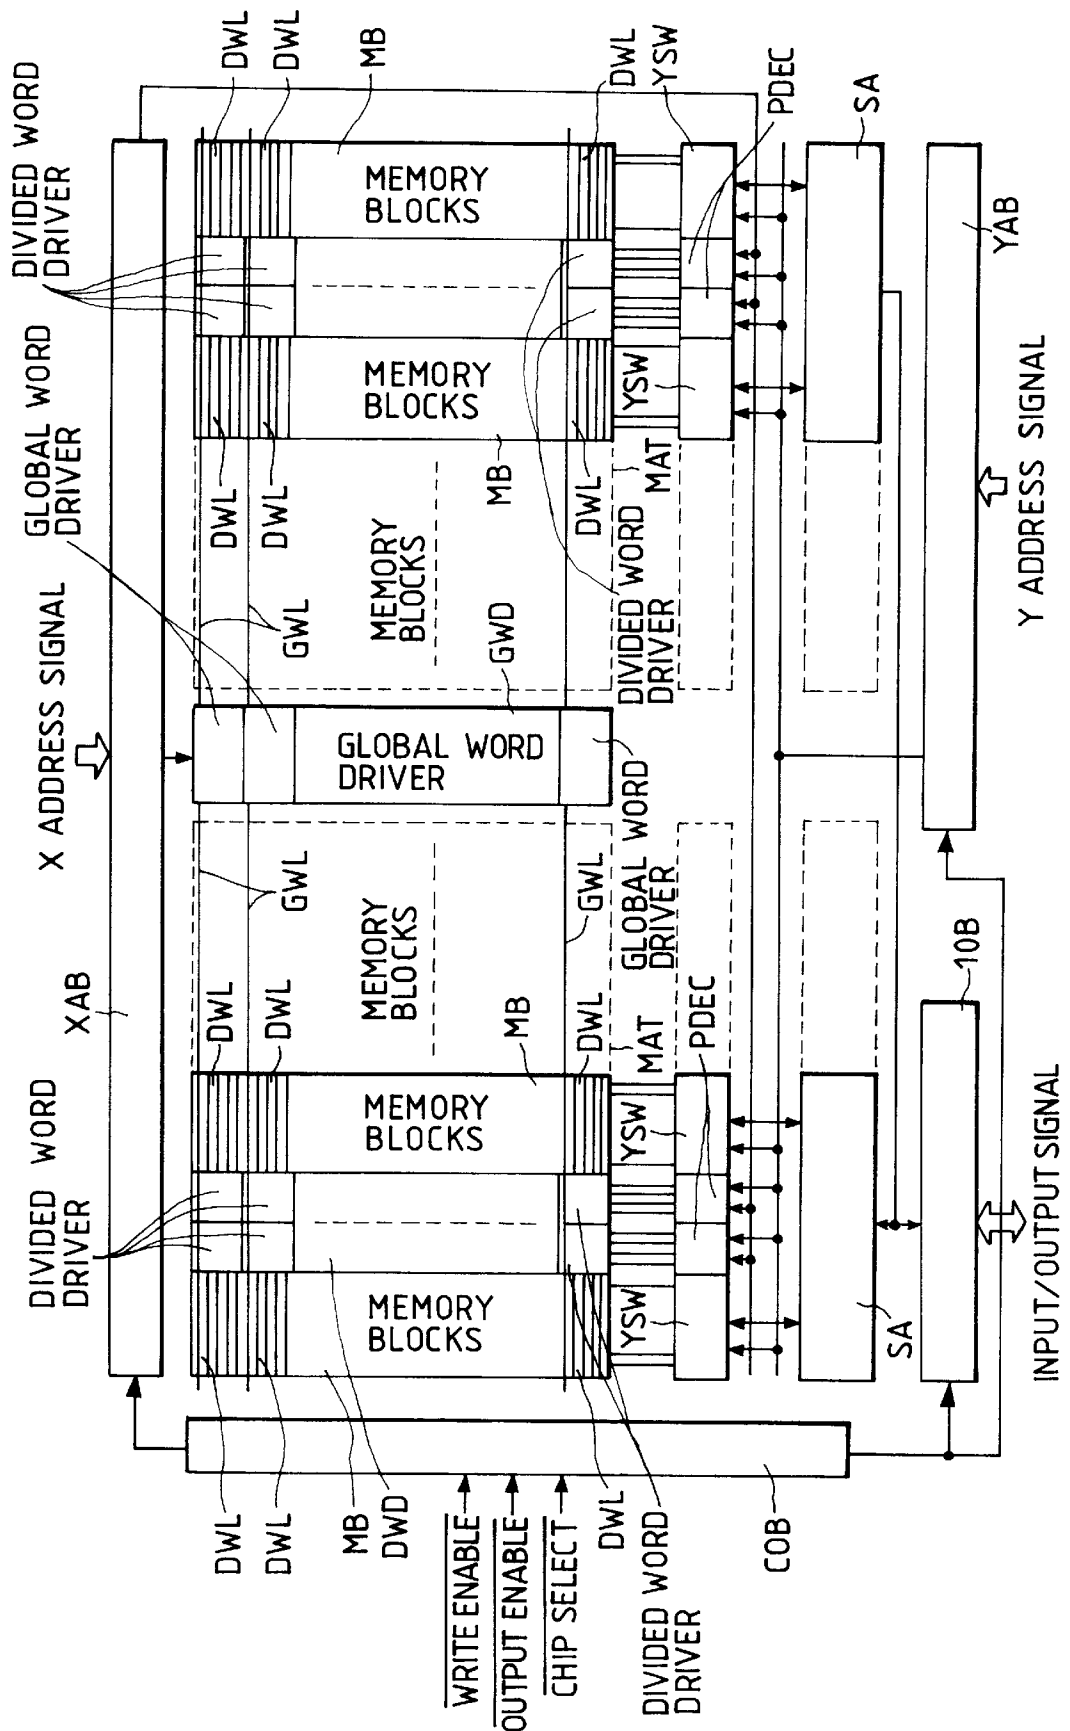 DIVIDED WORD
DRIVER
X ADDRESS SIGNAL
GLOBAL WORD
DRIVER
DIVIDED WORD
DRIVER
XAB
DWL
DWL
DWL
DWL
DWL
DWL
GWL
GWL
DWL
DWL
MB
MEMORY
BLOCKS
MEMORY
BLOCKS
MEMORY
BLOCKS
GLOBAL WORD
DRIVER
MEMORY
BLOCKS
MEMORY
BLOCKS
MEMORY
BLOCKS
MB
DWD
WRITE ENABLE
OUTPUT ENABLE
CHIP SELECT
MB
GWD
MB
DWL
DWL
GWL
DWL
DWL
DIVIDED WORD
DRIVER
YSW
YSW
MAT
GLOBAL WORD
DRIVER
DIVIDED WORD
DRIVER
MAT
YSW
YSW
PDEC
PDEC
COB
SA
SA
10B
YAB
INPUT/OUTPUT SIGNAL
Y ADDRESS SIGNAL